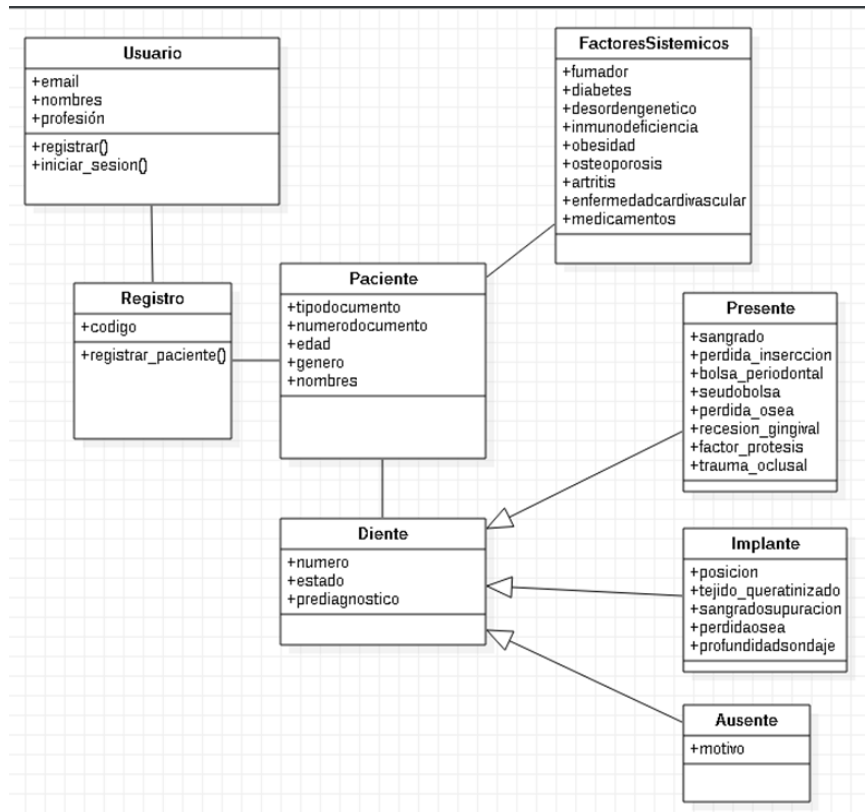 Usuario
+email
+nombres
+profesión
+registrar()
+iniciar_sesion()
FactoresSistemicos
+fumador
+diabetes
+desordengenetico
+inmunodeficiencia
+obesidad
+osteoporosis
+artritis
+enfermedadcardivascular
+medicamentos
Registro
+codigo
+registrar_paciente()
Paciente
+tipodocumento
+numerodocumento
+edad
+genero
+nombres
Presente
+sangrado
+perdida_inserccion
+bolsa_periodontal
+seudobolsa
+perdida_osea
+recesion_gingival
+factor_protesis
+trauma_oclusal
Diente
+numero
+estado
+prediagnostico
Implante
+posicion
+tejido_queratinizado
+sangradosupuracion
+perdidaosea
+profundidadsondaje
Ausente
+motivo